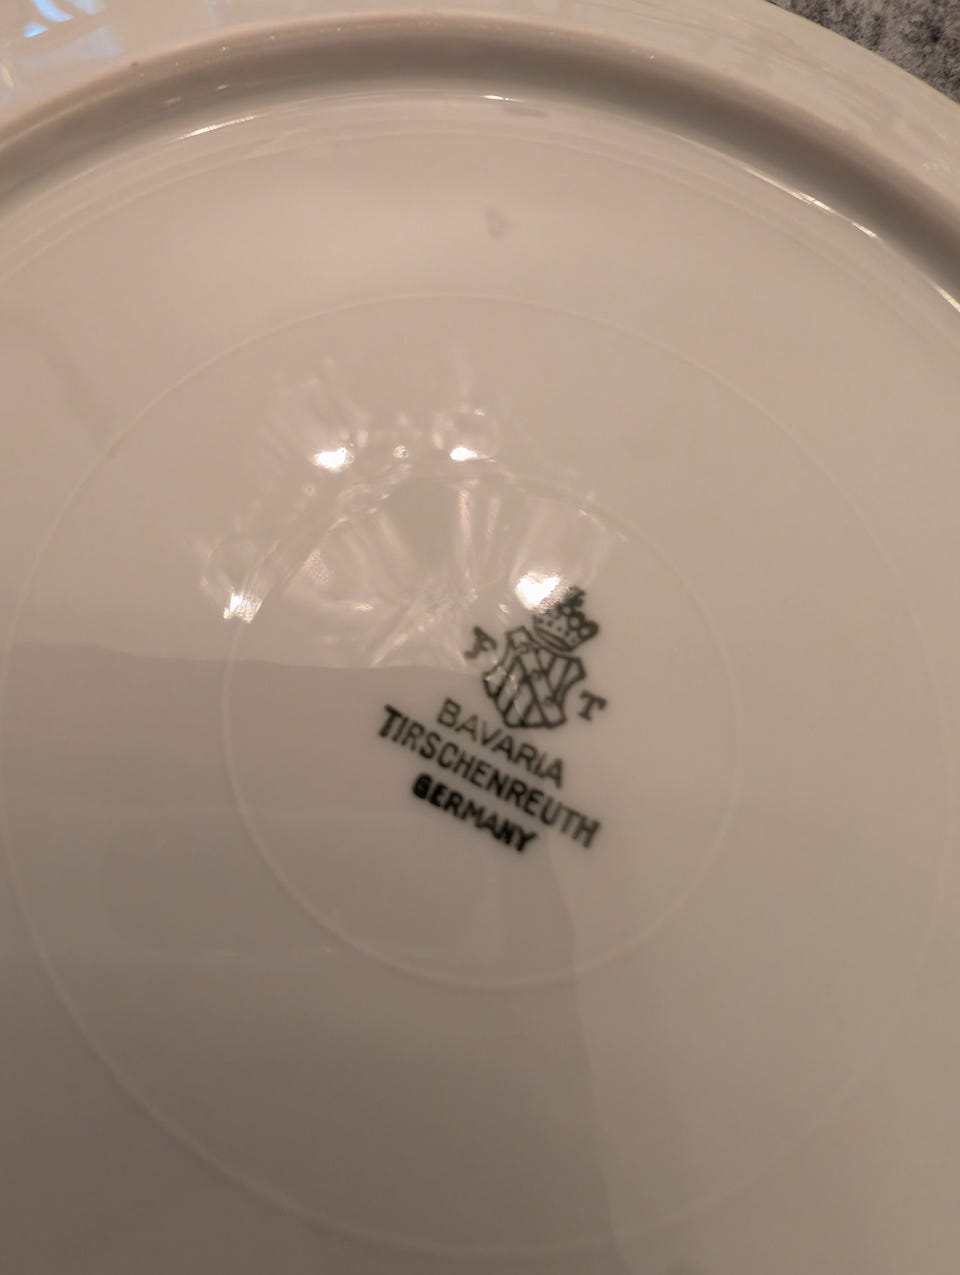 P T
BAVARIA
TIRSCHENREUTH
GERMANY